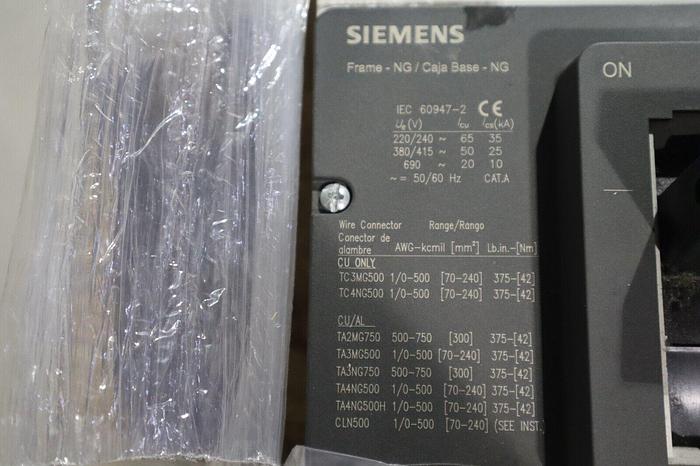 SIEMENS
Frame - NG / Caja Base - NG
ON
IEC 60947-2 CE
Ue(V) Icu Ics(kA)
220/240 ~ 65 35
380/415 ~ 50 25
690 ~ 20 10
~ = 50/60 Hz CAT.A
Wire Connector Range/Rango
Conector de
alambre AWG-kcmil [mm²] Lb.in.-[Nm]
CU ONLY
TC3MG500 1/0-500 [70-240] 375-[42]
TC4NG500 1/0-500 [70-240] 375-[42]
CU/AL
TA2MG750 500-750 [300] 375-[42]
TA3MG500 1/0-500 [70-240] 375-[42]
TA3NG750 500-750 [300] 375-[42]
TA4NG500 1/0-500 [70-240] 375-[42]
TA4NG500H 1/0-500 [70-240] 375-[42]
CLN500 1/0-500 [70-240] (SEE INST.